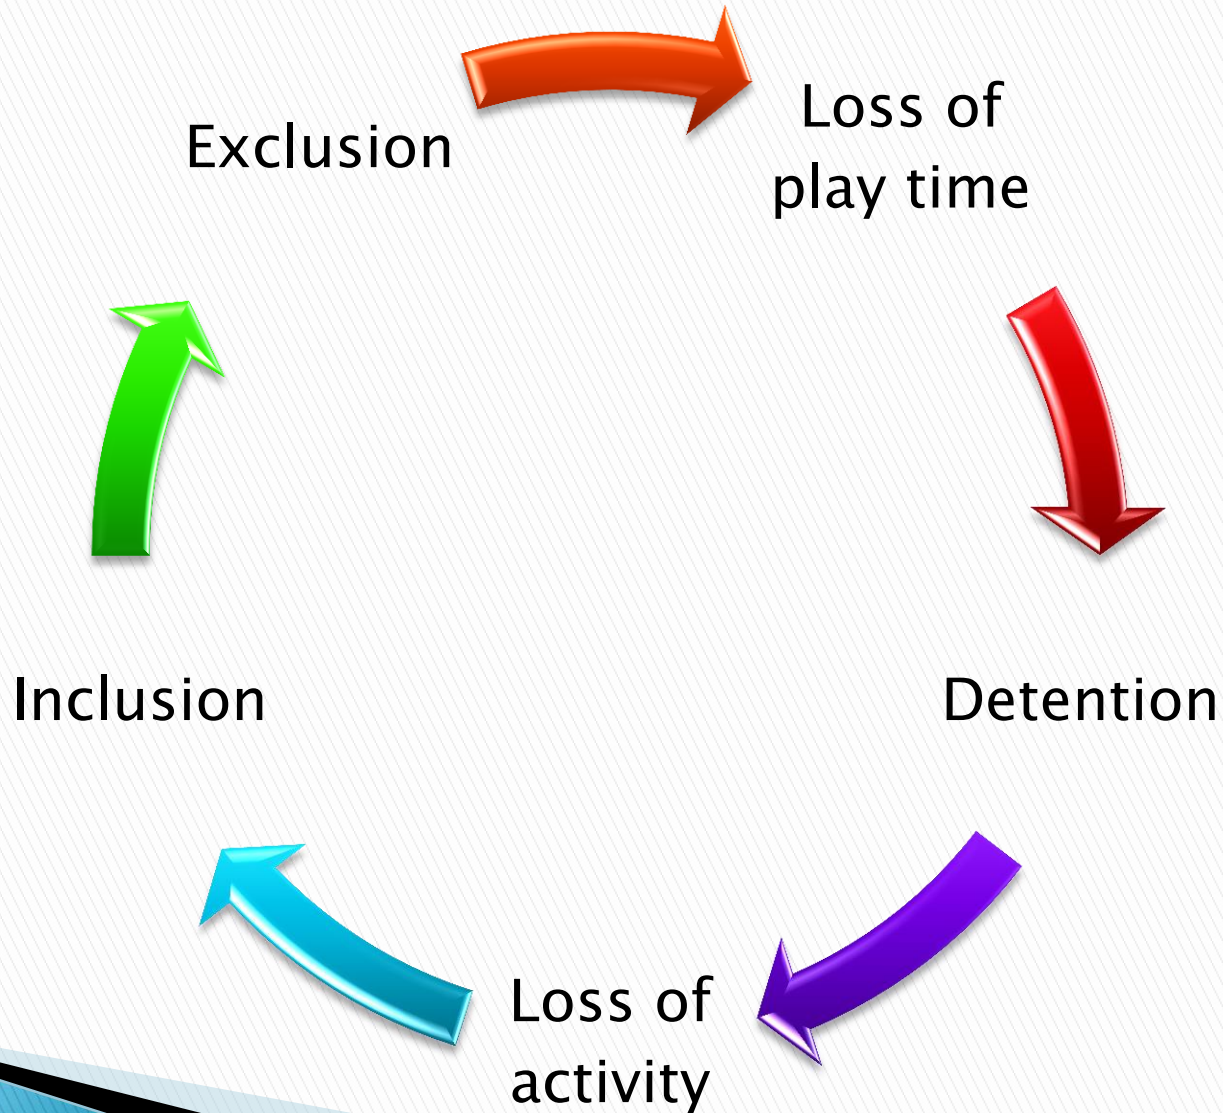 Exclusion
Loss of
play time
Detention
Loss of
activity
Inclusion